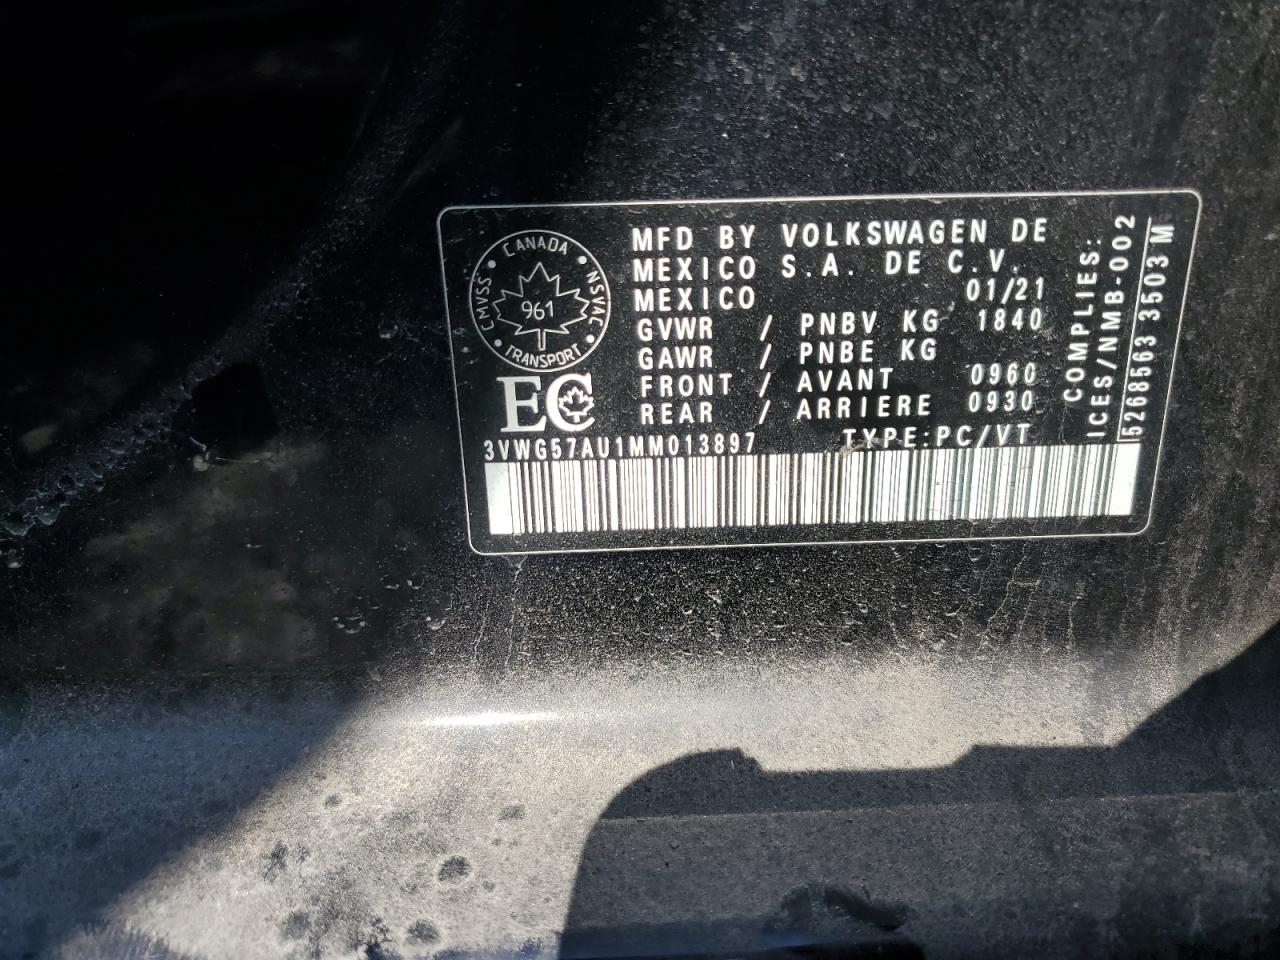 CANADA
CMVSS
NSVAC
961
TRANSPORT
EC
MFD BY VOLKSWAGEN DE
MEXICO S.A. DE C.V.
MEXICO 01/21
GVWR / PNBV KG 1840
GAWR / PNBE KG
FRONT / AVANT 0960
REAR / ARRIERE 0930
3VWG57AU1MM013897 TYPE:PC/VT
COMPLIES:
ICES/NMB-002
5268563 3503 M